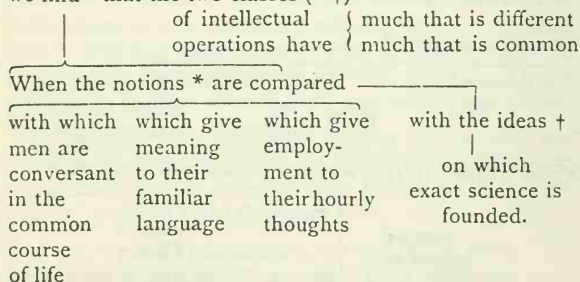 of intellectual { much that is different
operations have { much that is common
When the notions * are compared
with which which give which give with the ideas †
men are meaning employ-
conversant to their ment to on which
in the familiar their hourly exact science is
common language thoughts founded.
course
of life